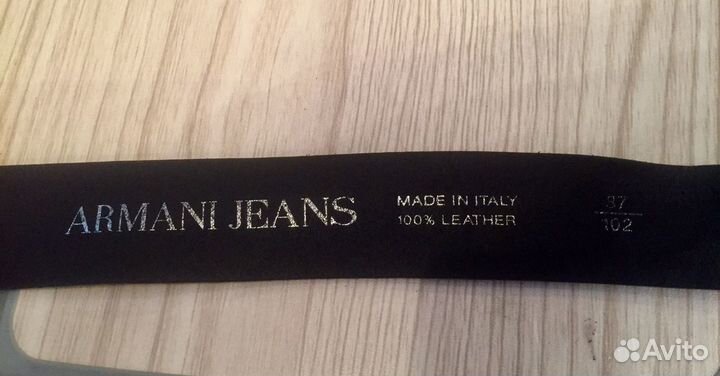 ARMANI JEANS
MADE IN ITALY
100% LEATHER
87
102
Avito